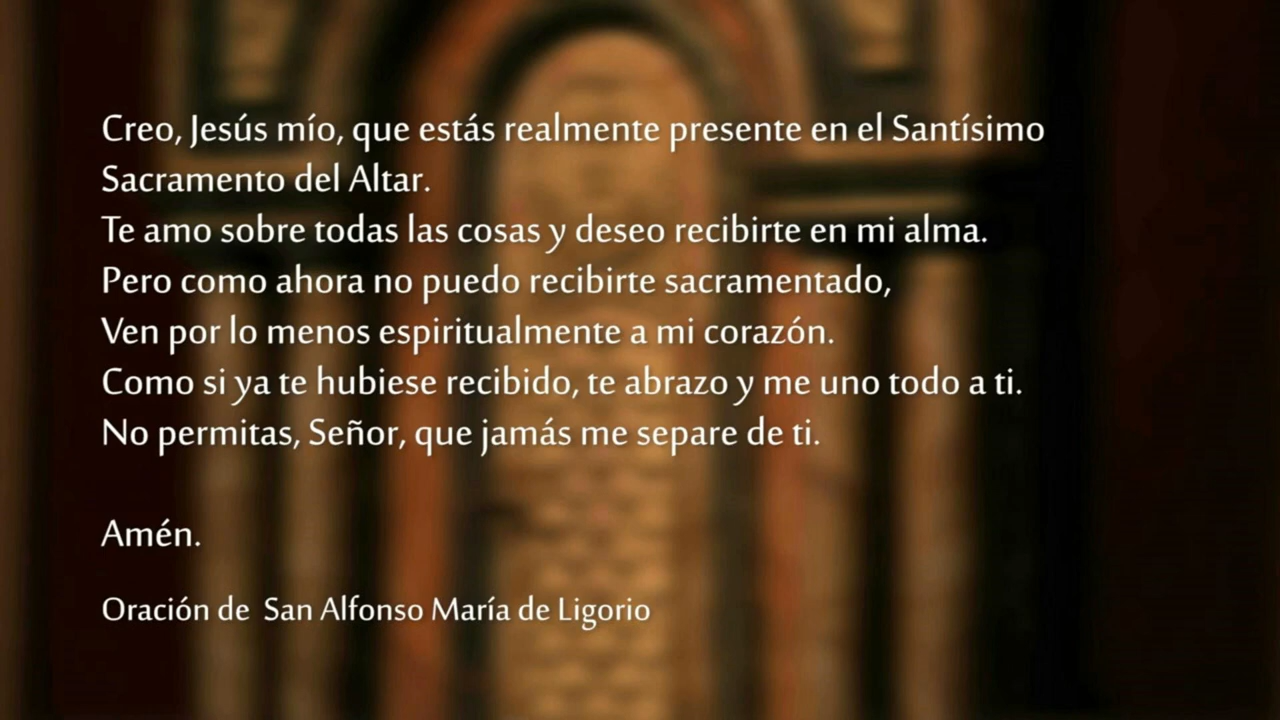 Creo, Jesús mío, que estás realmente presente en el Santísimo
Sacramento del Altar.
Te amo sobre todas las cosas y deseo recibirte en mi alma.
Pero como ahora no puedo recibirte sacramentado,
Ven por lo menos espiritualmente a mi corazón.
Como si ya te hubiese recibido, te abrazo y me uno todo a ti.
No permitas, Señor, que jamás me separe de ti.
Amén.
Oración de  San Alfonso María de Ligorio